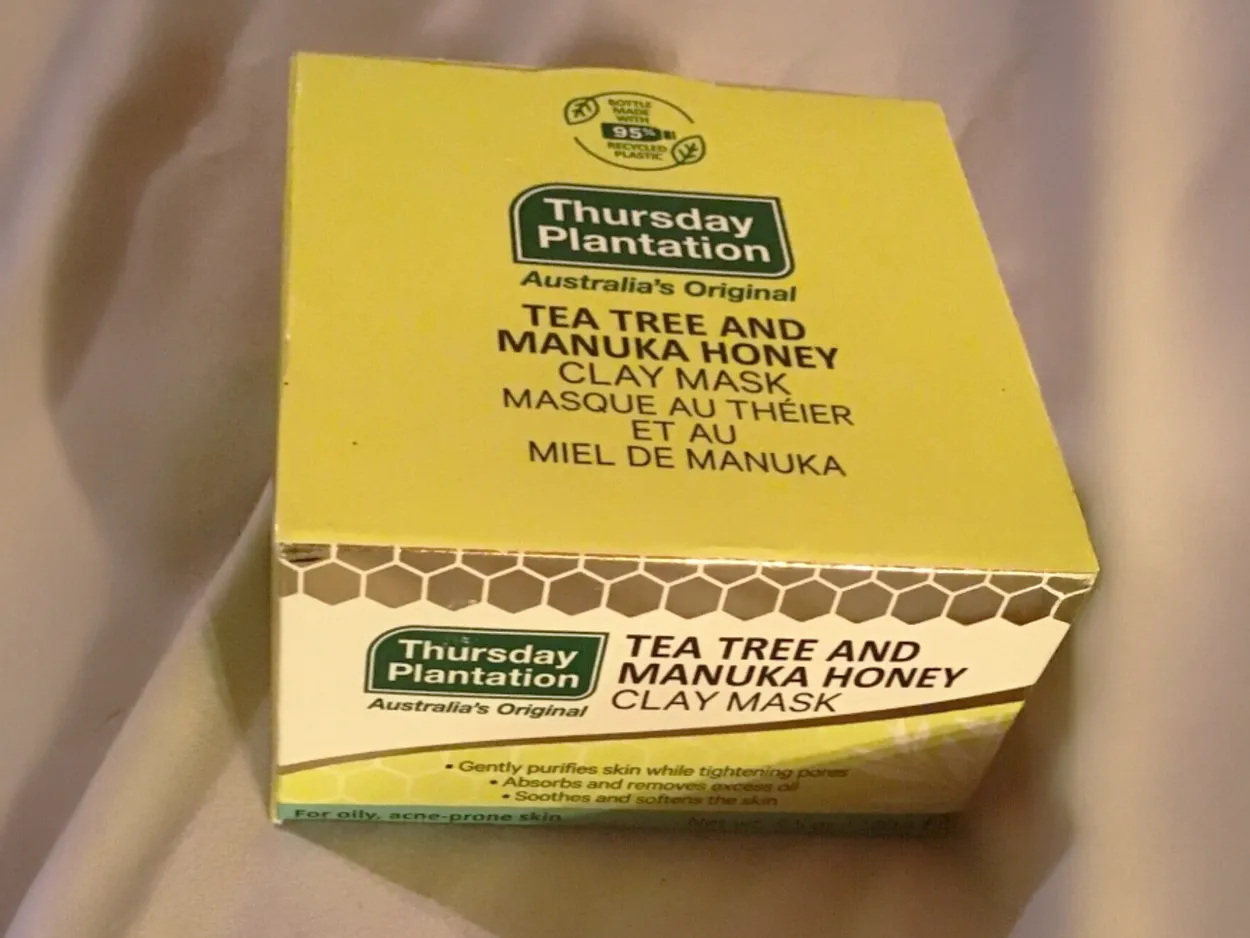 BOTTLE
MADE
WITH
95%
RECYCLED
PLASTIC
Thursday
Plantation
Australia's Original
TEA TREE AND
MANUKA HONEY
CLAY MASK
MASQUE AU THÉIER
ET AU
MIEL DE MANUKA
Thursday
Plantation
Australia's Original
TEA TREE AND
MANUKA HONEY
CLAY MASK
• Gently purifies skin while tightening pores
• Absorbs and removes excess oil
• Soothes and softens the skin
For oily, acne-prone skin
Net wt.